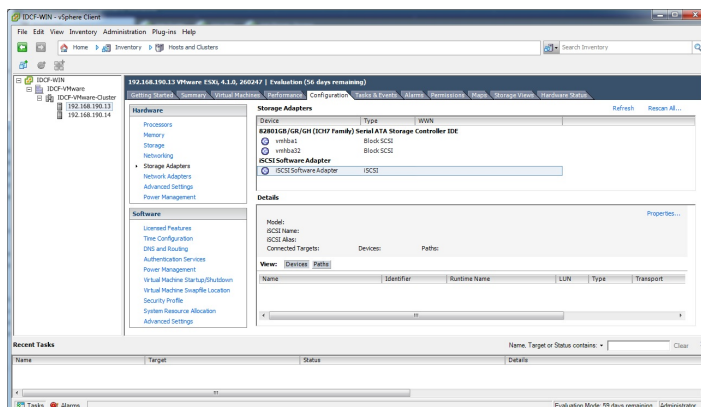 IDCF-WIN - vSphere Client
File Edit View Inventory Administration Plug-ins Help
Home Inventory Hosts and Clusters Search Inventory
IDCF-WIN
IDCF-VMware
IDCF-VMware-Cluster
192.168.190.13
192.168.190.14
192.168.190.13 VMware ESXi, 4.1.0, 260247 | Evaluation (56 days remaining)
Getting Started Summary Virtual Machines Performance Configuration Tasks & Events Alarms Permissions Maps Storage Views Hardware Status
Hardware
Processors
Memory
Storage
Networking
Storage Adapters
Network Adapters
Advanced Settings
Power Management
Software
Licensed Features
Time Configuration
DNS and Routing
Authentication Services
Power Management
Virtual Machine Startup/Shutdown
Virtual Machine Swapfile Location
Security Profile
System Resource Allocation
Advanced Settings
Storage Adapters Refresh Rescan All...
Device Type WWN
82801GB/GR/GH (ICH7 Family) Serial ATA Storage Controller IDE
vmhba1 Block SCSI
vmhba32 Block SCSI
iSCSI Software Adapter
iSCSI Software Adapter iSCSI
Details
Properties...
Model:
iSCSI Name:
iSCSI Alias:
Connected Targets: Devices: Paths:
View: Devices Paths
Name Identifier Runtime Name LUN Type Transport
Recent Tasks Name, Target or Status contains: Clear
Name Target Status Details
Tasks Alarms Evaluation Mode: 59 days remaining Administrator